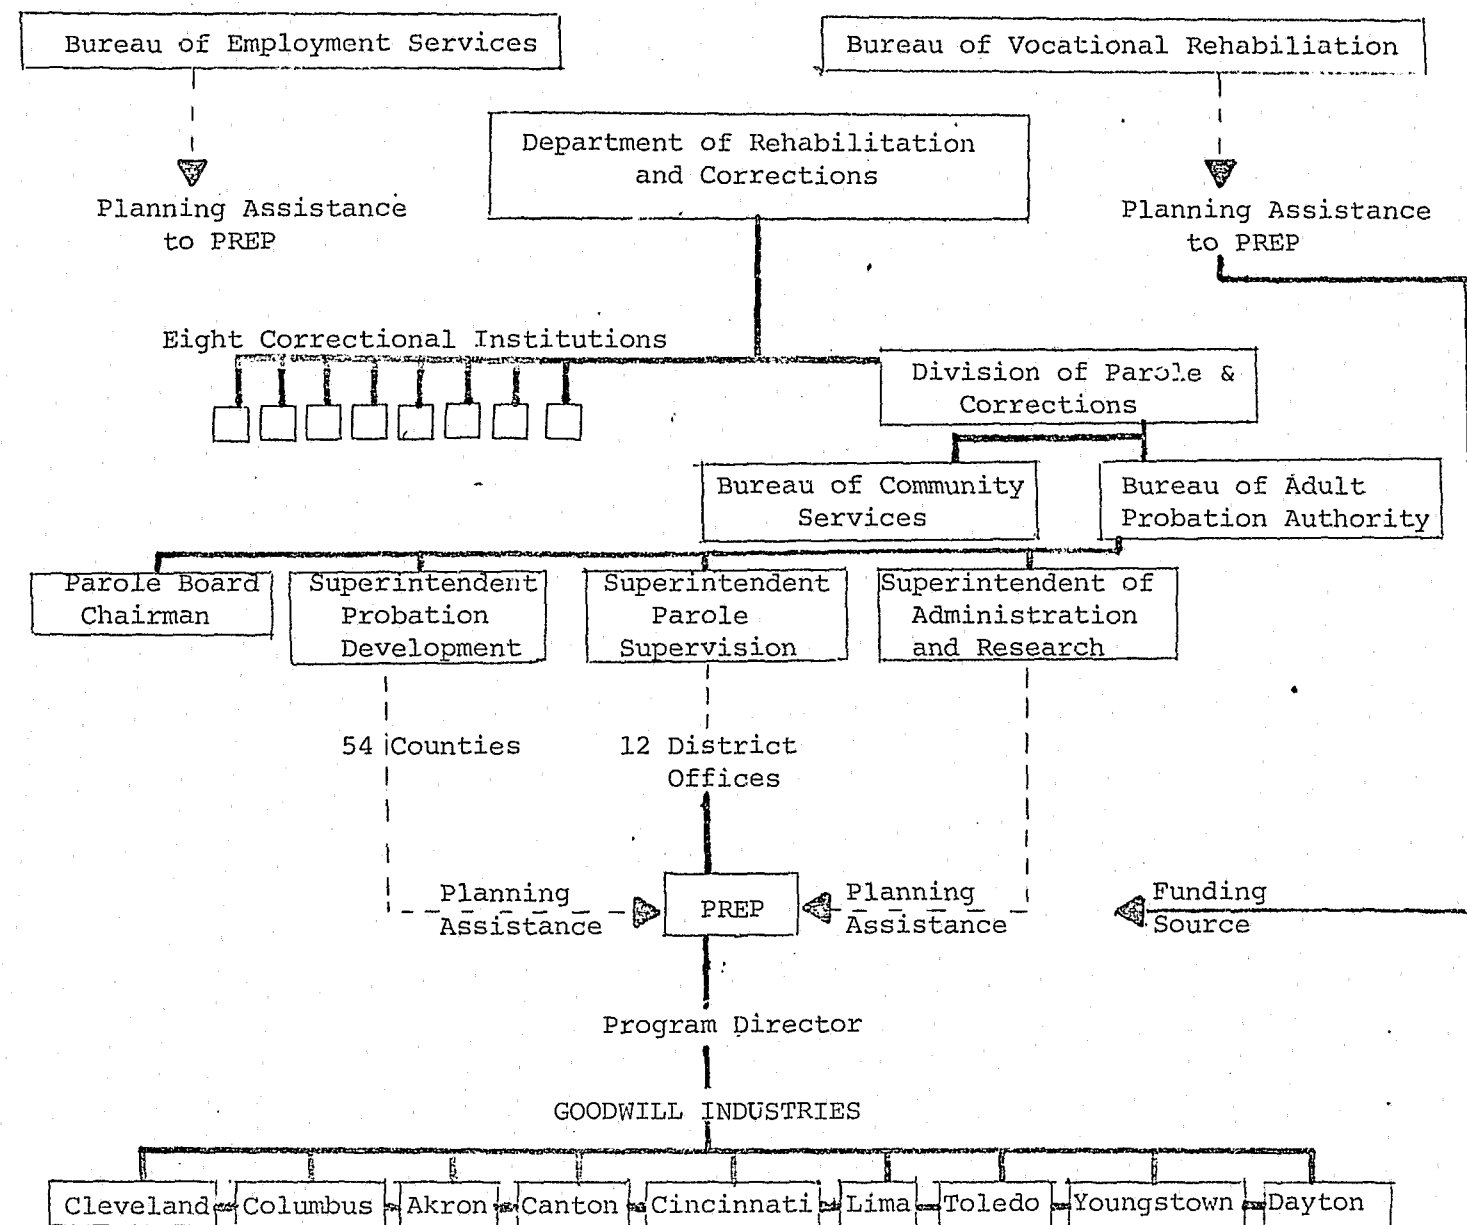 Bureau of Employment Services
Bureau of Vocational Rehabiliation
Department of Rehabilitation
and Corrections
Planning Assistance
to PREP
Planning Assistance
to PREP
Eight Correctional Institutions
Division of Parole &
Corrections
Bureau of Community
Services
Bureau of Adult
Probation Authority
Parole Board
Chairman
Superintendent
Probation
Development
Superintendent
Parole
Supervision
Superintendent of
Administration
and Research
54 Counties
12 District
Offices
Planning
Assistance
PREP
Planning
Assistance
Funding
Source
Program Director
GOODWILL INDUSTRIES
Cleveland
Columbus
Akron
Canton
Cincinnati
Lima
Toledo
Youngstown
Dayton